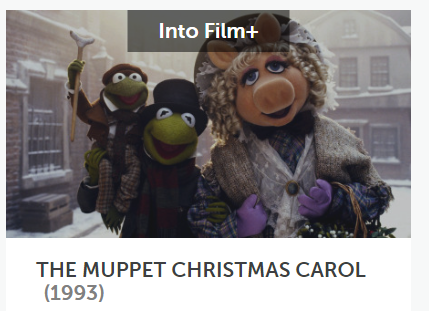 Into Film+
THE MUPPET CHRISTMAS CAROL
(1993)